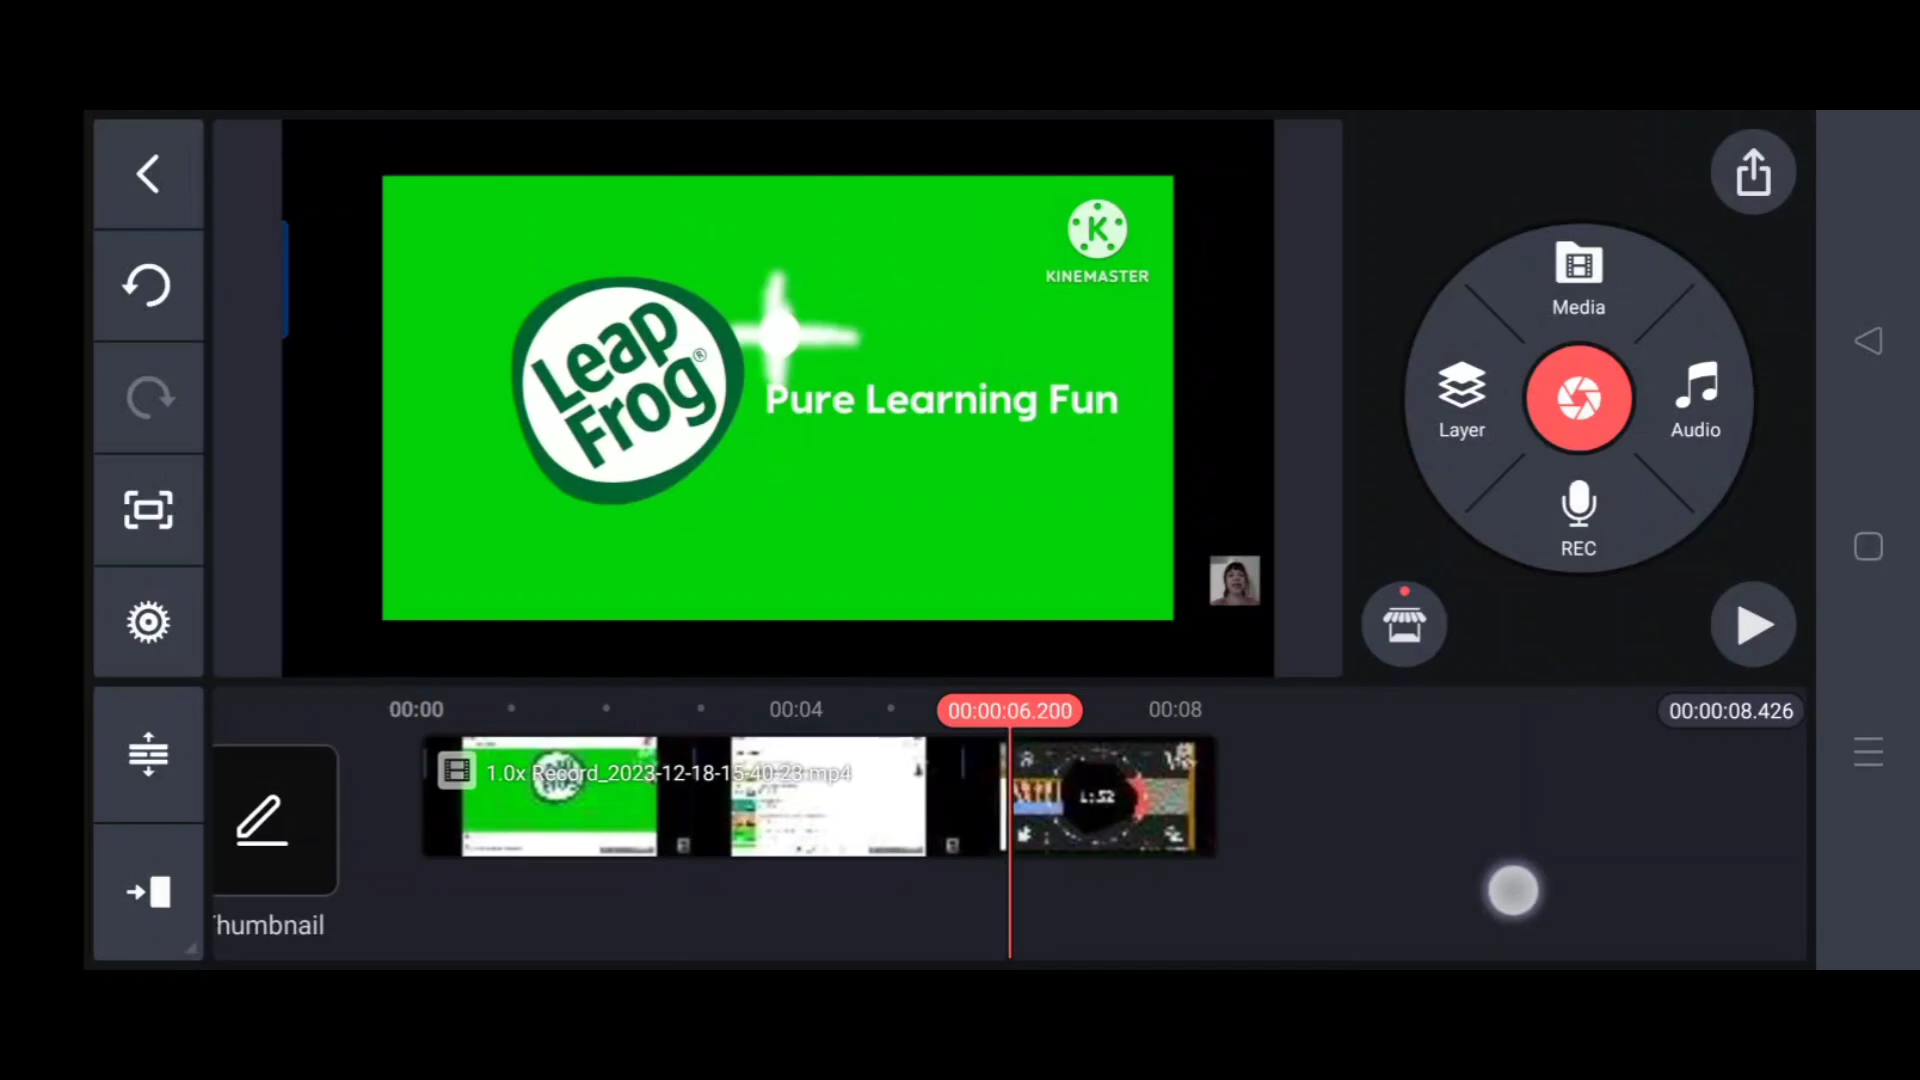 K
KINEMASTER
Leap
Frog®
Pure Learning Fun
Media
Layer
Audio
REC
00:00
00:04
00:00:06.200
00:08
00:00:08.426
1.0x Record_2023-12-18-15-40-23.mp4
humbnail